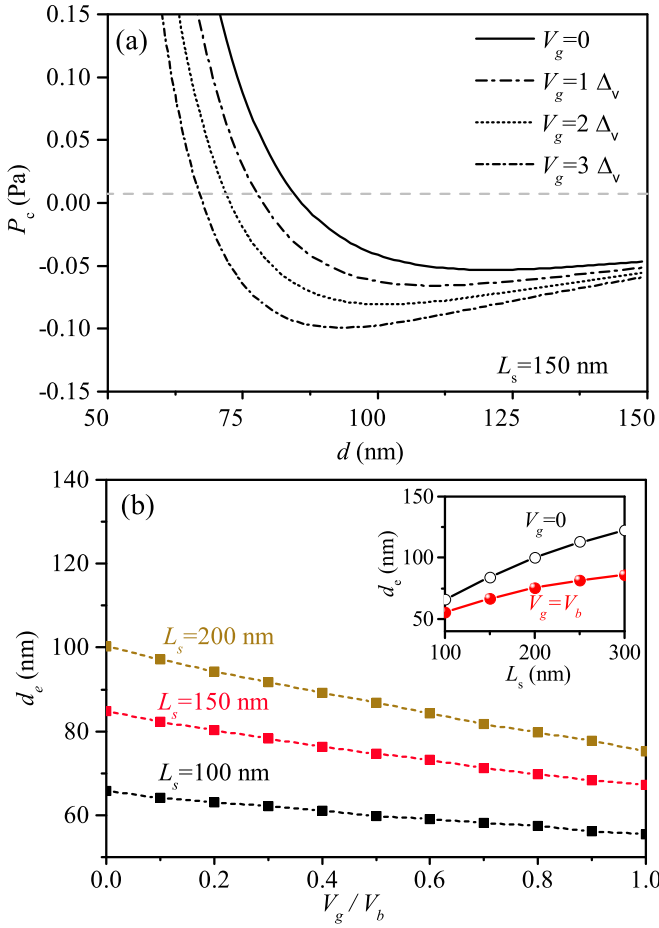 0.15
(a)
V_g=0
0.10
V_g=1 Δ_v
V_g=2 Δ_v
0.05
V_g=3 Δ_v
P_c (Pa)
0.00
-0.05
-0.10
L_s=150 nm
-0.15
50 75 100 125 150
d (nm)
140
(b)
150
V_g=0
120
d_e (nm)
100
V_g=V_b
50
100 200 300
L_s (nm)
100
L_s=200 nm
d_e (nm)
80
L_s=150 nm
L_s=100 nm
60
0.0 0.2 0.4 0.6 0.8 1.0
V_g / V_b